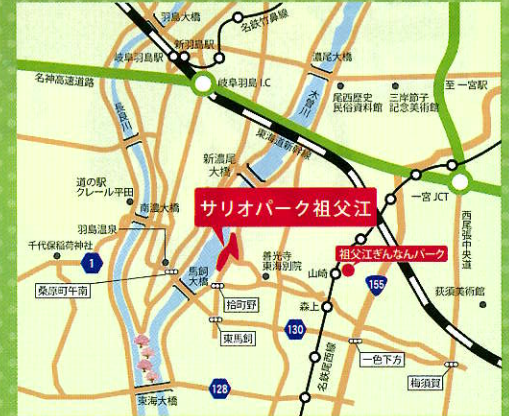 羽島大橋
名鉄竹鼻線
新羽島駅
岐阜羽島駅
濃尾大橋
名神高速道路
岐阜羽島I.C
木曽川
尾西歴史
民俗資料館
三岸節子
記念美術館
至 一宮駅
長良川
東海道新幹線
新濃尾
大橋
道の駅
クレール平田
一宮JCT
サリオパーク祖父江
南濃大橋
西尾張中央道
羽島温泉
千代保稲荷神社
善光寺
東海別院
祖父江ぎんなんパーク
1
馬飼
大橋
山崎
155
桑原町午南
拾町野
荻須美術館
森上
130
東馬飼
名鉄尾西線
一色下方
128
梅須賀
東海大橋